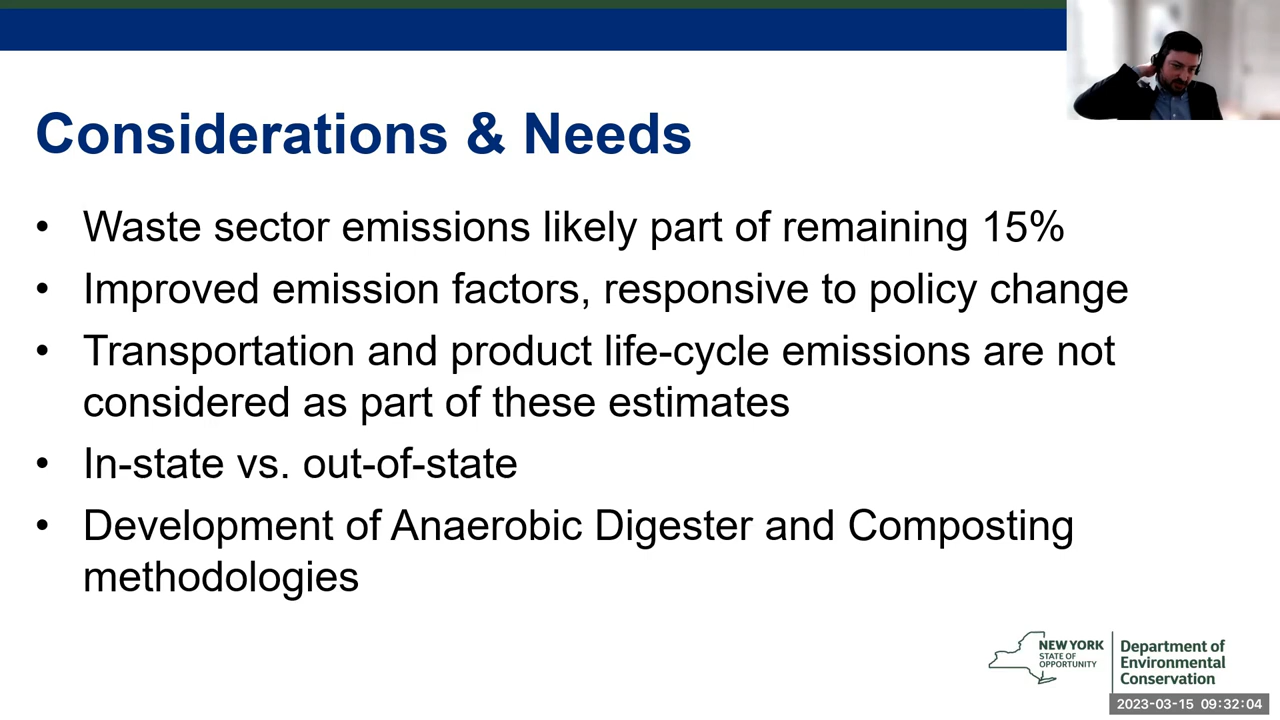 Considerations & Needs
• Waste sector emissions likely part of remaining 15%
• Improved emission factors, responsive to policy change
• Transportation and product life-cycle emissions are not
considered as part of these estimates
• In-state vs. out-of-state
• Development of Anaerobic Digester and Composting
methodologies
NEW YORK
STATE OF
OPPORTUNITY
Department of
Environmental
Conservation
2023-03-15 09:32:04